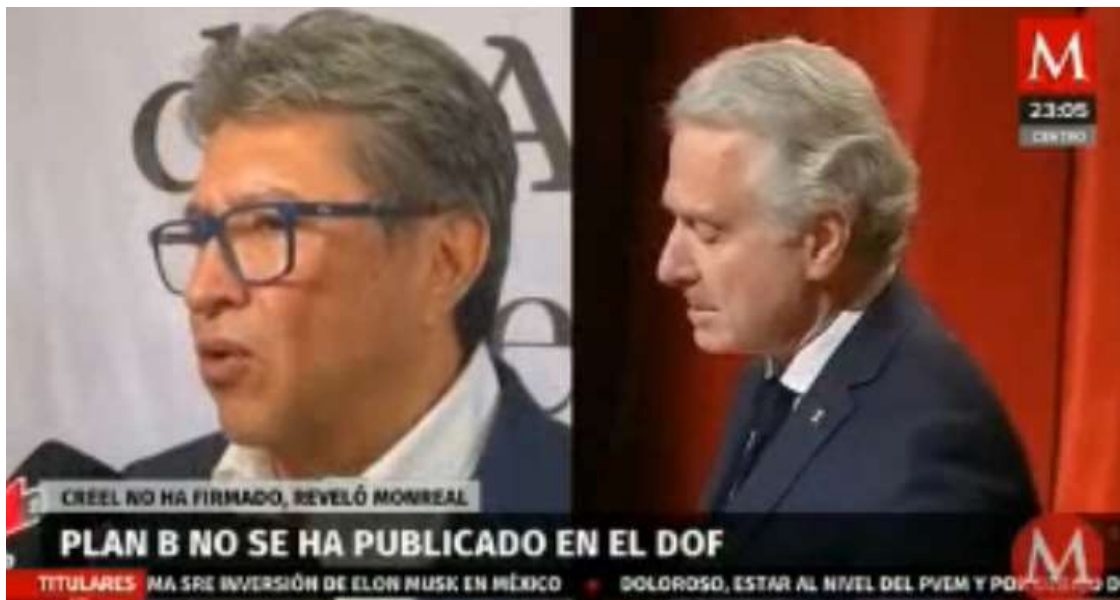 d A
e
M
23:05
CENTRO
CREEL NO HA FIRMADO, REVELÓ MONREAL
PLAN B NO SE HA PUBLICADO EN EL DOF
M
TITULARES MA SRE INVERSIÓN DE ELON MUSK EN MÉXICO DOLOROSO, ESTAR AL NIVEL DEL PVEM Y